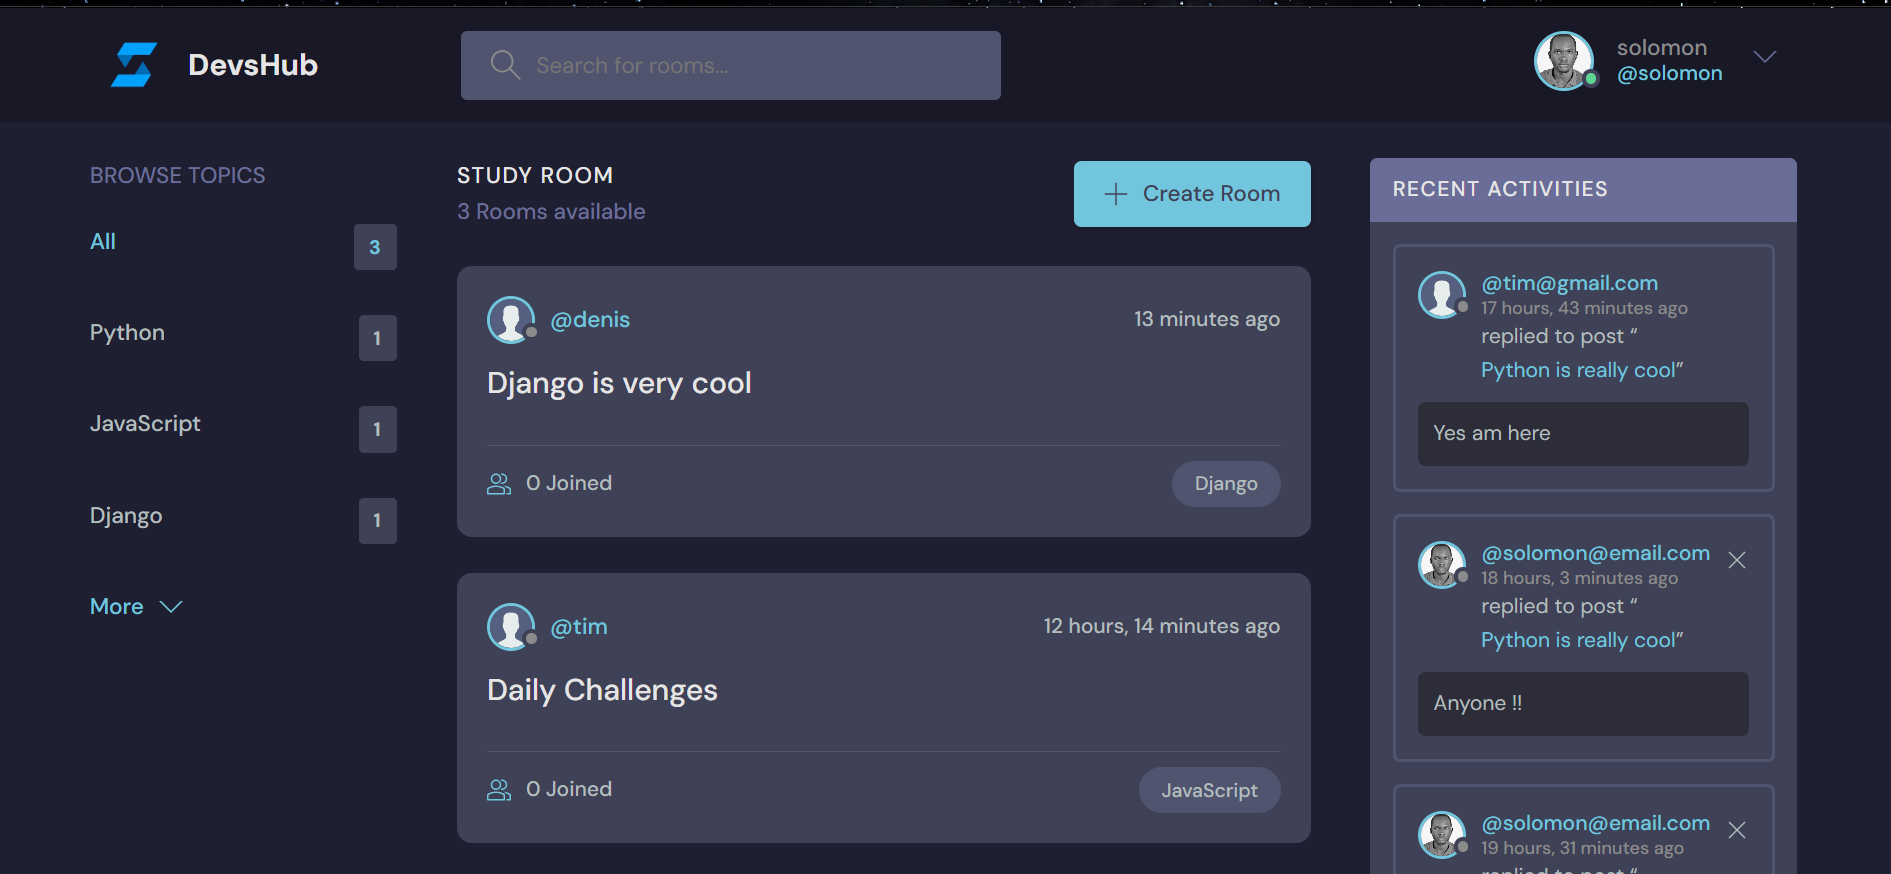 DevsHub
Search for rooms...
solomon
@solomon
BROWSE TOPICS
All
3
Python
1
JavaScript
1
Django
1
More
STUDY ROOM
3 Rooms available
Create Room
@denis
13 minutes ago
Django is very cool
0 Joined
Django
@tim
12 hours, 14 minutes ago
Daily Challenges
0 Joined
JavaScript
RECENT ACTIVITIES
@tim@gmail.com
17 hours, 43 minutes ago
replied to post “
Python is really cool”
Yes am here
@solomon@email.com
18 hours, 3 minutes ago
replied to post “
Python is really cool”
Anyone !!
@solomon@email.com
19 hours, 31 minutes ago
replied to post “